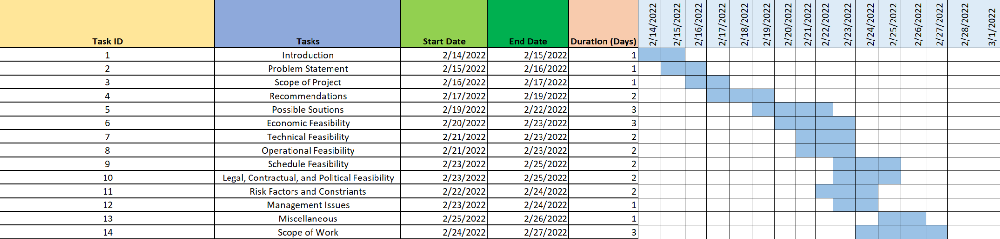 Task ID Tasks Start Date End Date Duration (Days) 2/14/2022 2/15/2022 2/16/2022 2/17/2022 2/18/2022 2/19/2022 2/20/2022 2/21/2022 2/22/2022 2/23/2022 2/24/2022 2/25/2022 2/26/2022 2/27/2022 2/28/2022 3/1/2022
1 Introduction 2/14/2022 2/15/2022 1
2 Problem Statement 2/15/2022 2/16/2022 1
3 Scope of Project 2/16/2022 2/17/2022 1
4 Recommendations 2/17/2022 2/19/2022 2
5 Possible Soutions 2/19/2022 2/22/2022 3
6 Economic Feasibility 2/20/2022 2/23/2022 3
7 Technical Feasibility 2/21/2022 2/23/2022 2
8 Operational Feasibility 2/21/2022 2/23/2022 2
9 Schedule Feasibility 2/23/2022 2/25/2022 2
10 Legal, Contractual, and Political Feasibility 2/23/2022 2/25/2022 2
11 Risk Factors and Constriants 2/22/2022 2/24/2022 2
12 Management Issues 2/23/2022 2/24/2022 1
13 Miscellaneous 2/25/2022 2/26/2022 1
14 Scope of Work 2/24/2022 2/27/2022 3